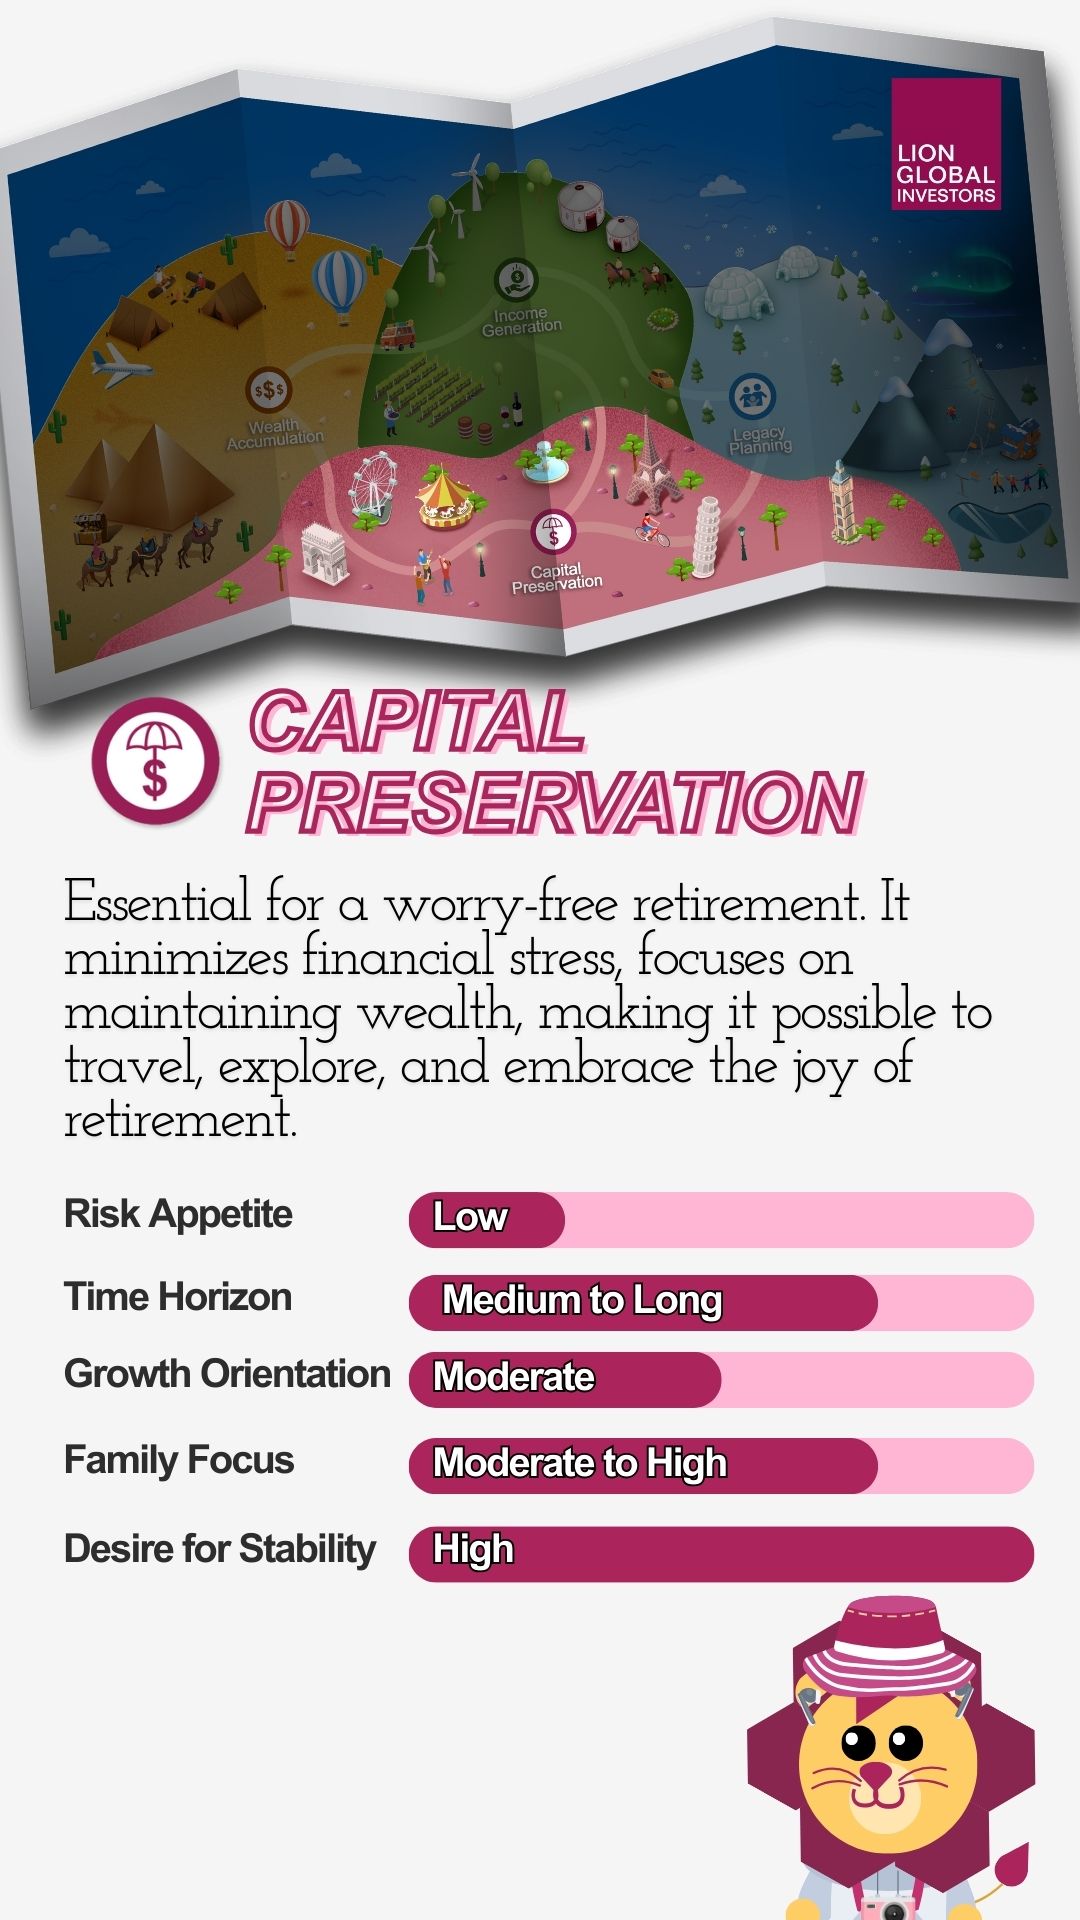 LION
GLOBAL
INVESTORS
Income
Generation
$
$$$
Wealth
Accumulation
Legacy
Planning
$
Capital
Preservation
$
CAPITAL
PRESERVATION
Essential for a worry-free retirement. It
minimizes financial stress, focuses on
maintaining wealth, making it possible to
travel, explore, and embrace the joy of
retirement.
Risk Appetite Low
Time Horizon Medium to Long
Growth Orientation Moderate
Family Focus Moderate to High
Desire for Stability High